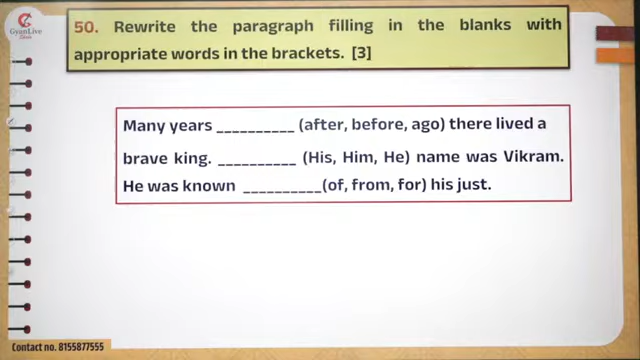 GyanLive
50. Rewrite the paragraph filling in the blanks with
appropriate words in the brackets. [3]
Many years __________ (after, before, ago) there lived a
brave king. __________ (His, Him, He) name was Vikram.
He was known __________(of, from, for) his just.
Contact no. 8155877555